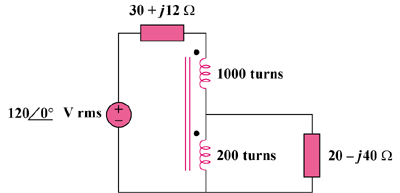 30 + j12 Ω
1000 turns
120∠0° V rms
+
−
200 turns
20 – j40 Ω